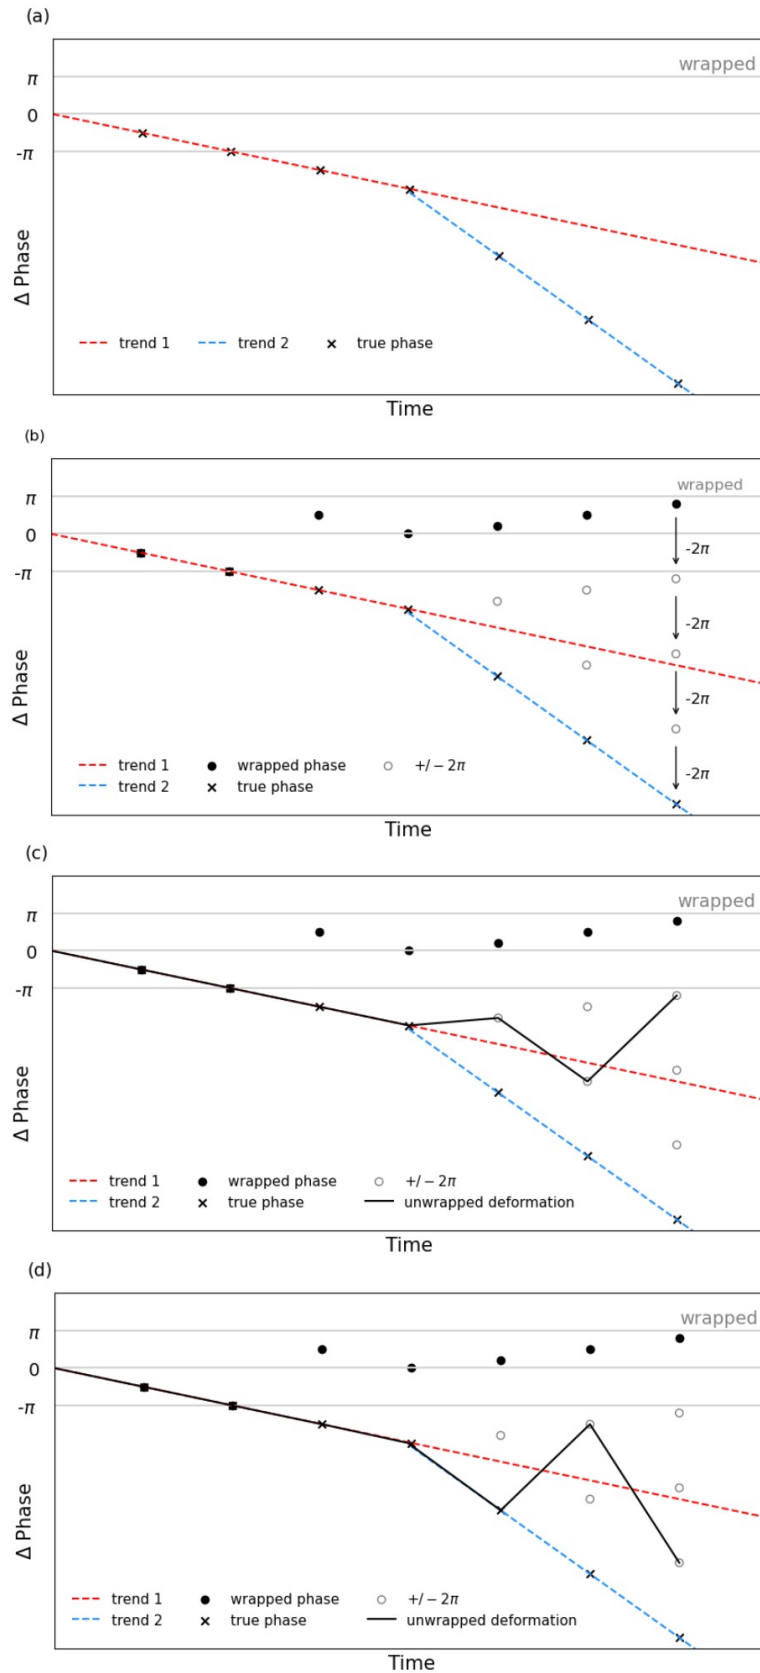 (a)
wrapped
π
0
-π
Δ Phase
trend 1 trend 2 true phase
Time
(b)
wrapped
π
0
-2π
-π
-2π
Δ Phase
-2π
trend 1 wrapped phase +/− 2π
-2π
trend 2 true phase
Time
(c)
wrapped
π
0
-π
Δ Phase
trend 1 wrapped phase +/− 2π
trend 2 true phase unwrapped deformation
Time
(d)
wrapped
π
0
-π
Δ Phase
trend 1 wrapped phase +/− 2π
trend 2 true phase unwrapped deformation
Time